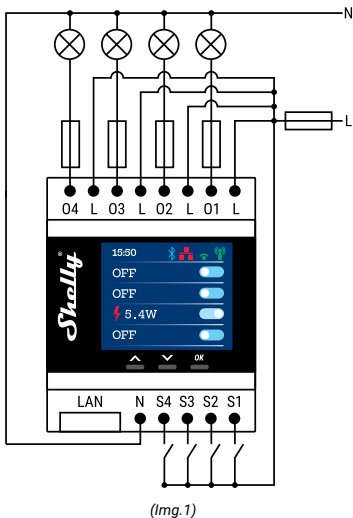 N
L
O4 L O3 L O2 L O1 L
Shelly®
15:50
OFF
OFF
5.4W
OFF
OK
LAN N S4 S3 S2 S1
(Img.1)